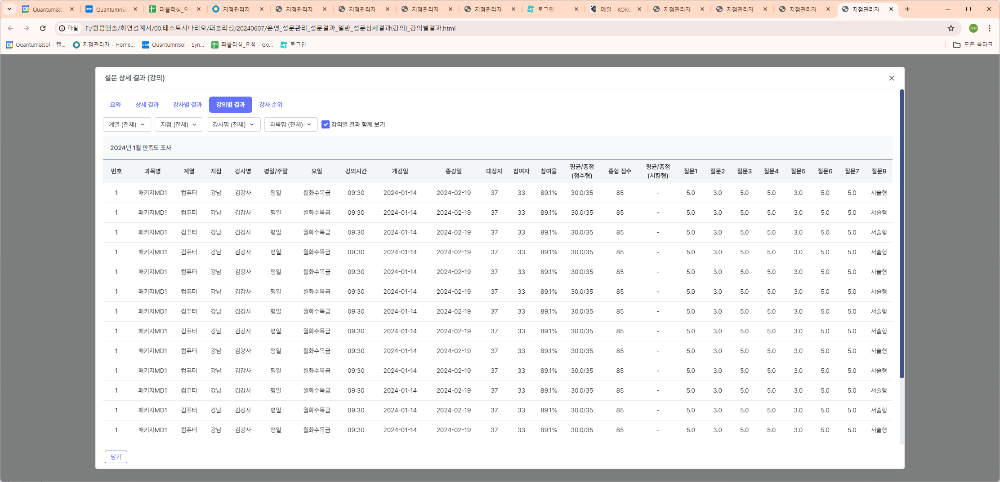 Quantum&s
QuantumnS
퍼블리싱_요
지점관리자 -
지점관리자
지점관리자
지점관리자
지점관리자
로그인
메일 - KORE
지점관리자
지점관리자
지점관리자
지점관리자
파일 F:/퀀텀앤솔/화면설계서/00.테스트시나리오/퍼블리싱/20240607/운영_설문관리_설문결과_일반_설문상세결과(강의)_강의별결과.html
정환
Quantum&sol - 캘... 지점관리자 - Home... QuantumnSol - Syn... 퍼블리싱_요청 - Go... 로그인 모든 북마크
설문 상세 결과 (강의)
요약 상세 결과 강사별 결과 강의별 결과 강사 순위
계열 (전체) 지점 (전체) 강사명 (전체) 과목명 (전체) 강의별 결과 함께 보기
2024년 1월 만족도 조사
번호 과목명 계열 지점 강사명 평일/주말 요일 강의시간 개강일 종강일 대상자 참여자 참여율 평균/총점 (점수형) 종합 점수 평균/총점 (시험형) 질문1 질문2 질문3 질문4 질문5 질문6 질문7 질문8
1 패키지MD1 컴퓨터 강남 김강사 평일 월화수목금 09:30 2024-01-14 2024-02-19 37 33 89.1% 30.0/35 85 - 5.0 3.0 5.0 5.0 3.0 5.0 5.0 서술형
1 패키지MD1 컴퓨터 강남 김강사 평일 월화수목금 09:30 2024-01-14 2024-02-19 37 33 89.1% 30.0/35 85 - 5.0 3.0 5.0 5.0 3.0 5.0 5.0 서술형
1 패키지MD1 컴퓨터 강남 김강사 평일 월화수목금 09:30 2024-01-14 2024-02-19 37 33 89.1% 30.0/35 85 - 5.0 3.0 5.0 5.0 3.0 5.0 5.0 서술형
1 패키지MD1 컴퓨터 강남 김강사 평일 월화수목금 09:30 2024-01-14 2024-02-19 37 33 89.1% 30.0/35 85 - 5.0 3.0 5.0 5.0 3.0 5.0 5.0 서술형
1 패키지MD1 컴퓨터 강남 김강사 평일 월화수목금 09:30 2024-01-14 2024-02-19 37 33 89.1% 30.0/35 85 - 5.0 3.0 5.0 5.0 3.0 5.0 5.0 서술형
1 패키지MD1 컴퓨터 강남 김강사 평일 월화수목금 09:30 2024-01-14 2024-02-19 37 33 89.1% 30.0/35 85 - 5.0 3.0 5.0 5.0 3.0 5.0 5.0 서술형
1 패키지MD1 컴퓨터 강남 김강사 평일 월화수목금 09:30 2024-01-14 2024-02-19 37 33 89.1% 30.0/35 85 - 5.0 3.0 5.0 5.0 3.0 5.0 5.0 서술형
1 패키지MD1 컴퓨터 강남 김강사 평일 월화수목금 09:30 2024-01-14 2024-02-19 37 33 89.1% 30.0/35 85 - 5.0 3.0 5.0 5.0 3.0 5.0 5.0 서술형
1 패키지MD1 컴퓨터 강남 김강사 평일 월화수목금 09:30 2024-01-14 2024-02-19 37 33 89.1% 30.0/35 85 - 5.0 3.0 5.0 5.0 3.0 5.0 5.0 서술형
1 패키지MD1 컴퓨터 강남 김강사 평일 월화수목금 09:30 2024-01-14 2024-02-19 37 33 89.1% 30.0/35 85 - 5.0 3.0 5.0 5.0 3.0 5.0 5.0 서술형
1 패키지MD1 컴퓨터 강남 김강사 평일 월화수목금 09:30 2024-01-14 2024-02-19 37 33 89.1% 30.0/35 85 - 5.0 3.0 5.0 5.0 3.0 5.0 5.0 서술형
1 패키지MD1 컴퓨터 강남 김강사 평일 월화수목금 09:30 2024-01-14 2024-02-19 37 33 89.1% 30.0/35 85 - 5.0 3.0 5.0 5.0 3.0 5.0 5.0 서술형
1 패키지MD1 컴퓨터 강남 김강사 평일 월화수목금 09:30 2024-01-14 2024-02-19 37 33 89.1% 30.0/35 85 - 5.0 3.0 5.0 5.0 3.0 5.0 5.0 서술형
닫기